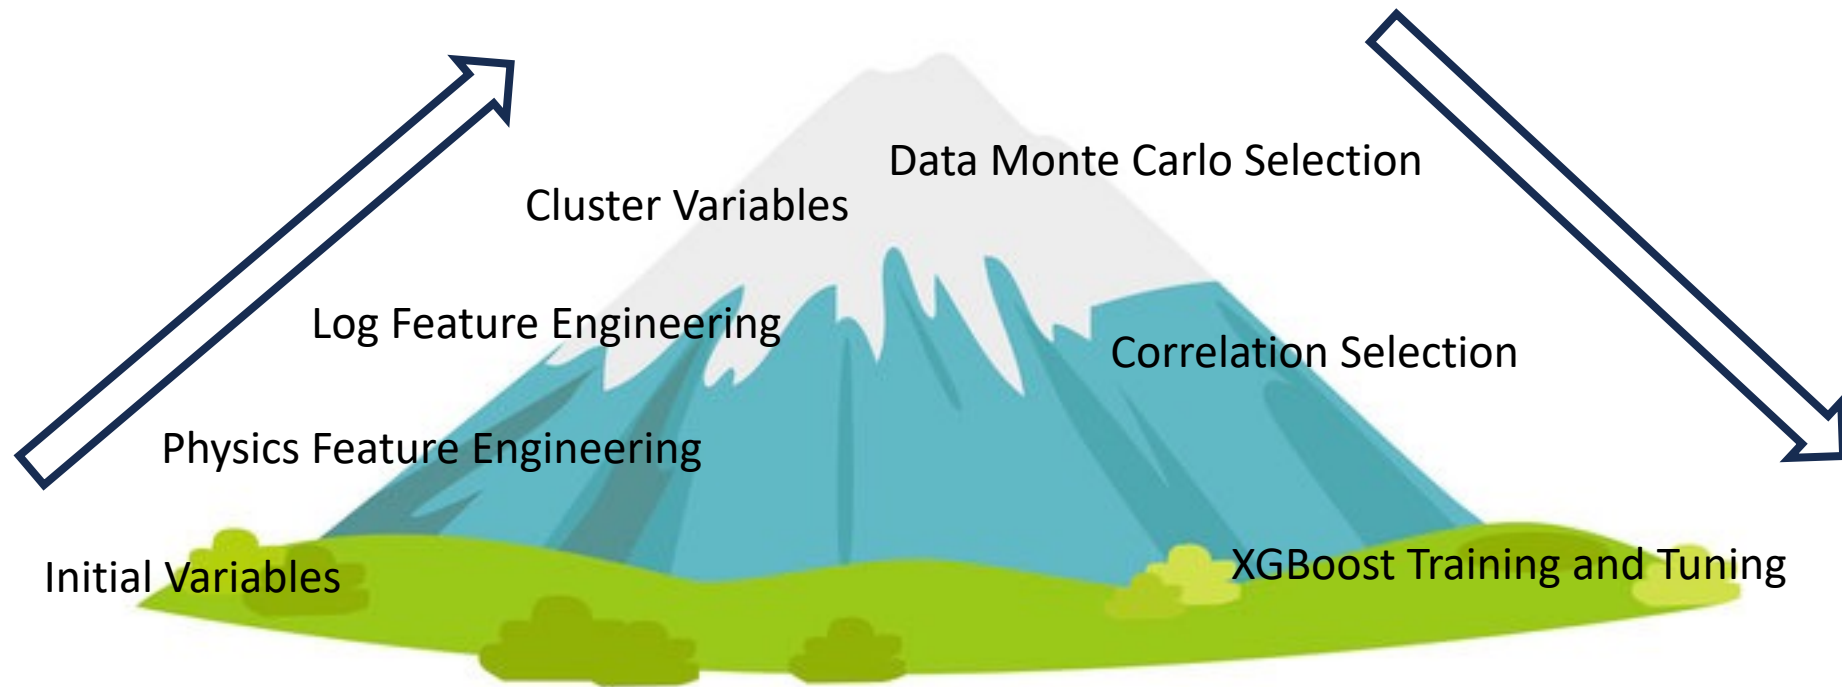 Data Monte Carlo Selection
Cluster Variables
Log Feature Engineering
Correlation Selection
Physics Feature Engineering
Initial Variables
XGBoost Training and Tuning